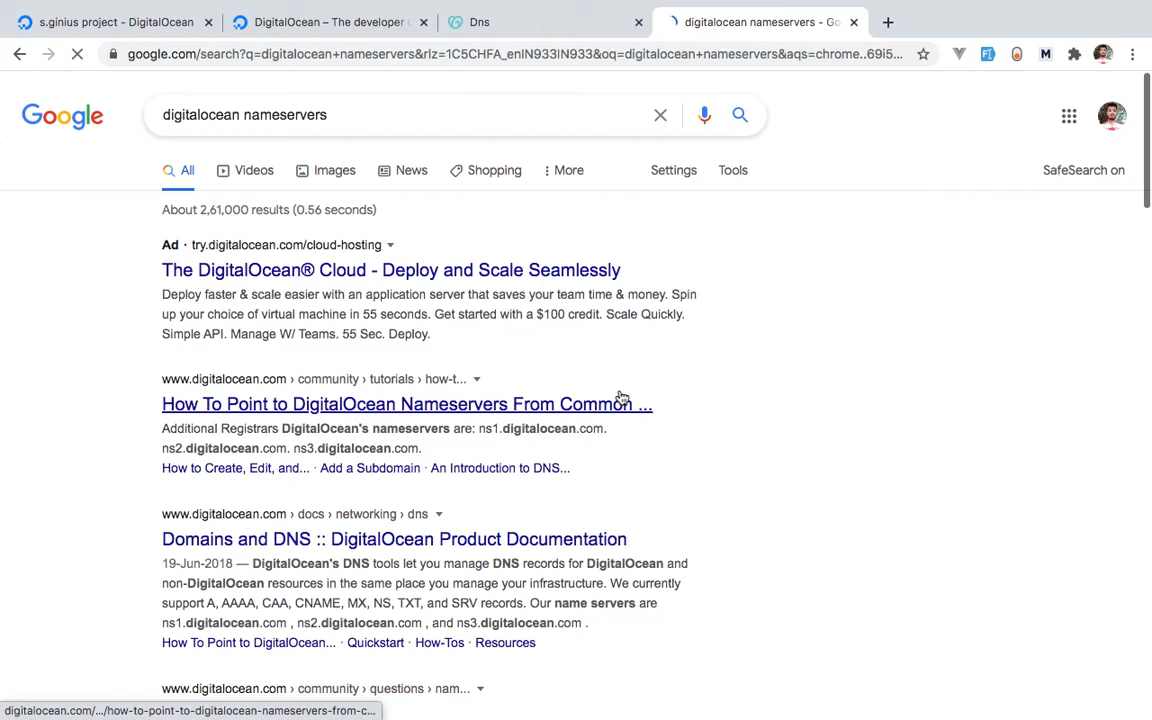 s.ginius project - DigitalOcean
DigitalOcean – The developer c
Dns
digitalocean nameservers - Go
google.com/search?q=digitalocean+nameservers&rlz=1C5CHFA_enIN933IN933&oq=digitalocean+nameservers&aqs=chrome..69i5...
M
Google
digitalocean nameservers
All
Videos
Images
News
Shopping
More
Settings
Tools
SafeSearch on
About 2,61,000 results (0.56 seconds)
Ad · try.digitalocean.com/cloud-hosting
The DigitalOcean® Cloud - Deploy and Scale Seamlessly
Deploy faster & scale easier with an application server that saves your team time & money. Spin
up your choice of virtual machine in 55 seconds. Get started with a $100 credit. Scale Quickly.
Simple API. Manage W/ Teams. 55 Sec. Deploy.
www.digitalocean.com › community › tutorials › how-t...
How To Point to DigitalOcean Nameservers From Common ...
Additional Registrars DigitalOcean's nameservers are: ns1.digitalocean.com.
ns2.digitalocean.com. ns3.digitalocean.com.
How to Create, Edit, and... · Add a Subdomain · An Introduction to DNS...
www.digitalocean.com › docs › networking › dns
Domains and DNS :: DigitalOcean Product Documentation
19-Jun-2018 — DigitalOcean's DNS tools let you manage DNS records for DigitalOcean and
non-DigitalOcean resources in the same place you manage your infrastructure. We currently
support A, AAAA, CAA, CNAME, MX, NS, TXT, and SRV records. Our name servers are
ns1.digitalocean.com , ns2.digitalocean.com , and ns3.digitalocean.com .
How To Point to DigitalOcean... · Quickstart · How-Tos · Resources
www.digitalocean.com › community › questions › nam...
digitalocean.com/.../how-to-point-to-digitalocean-nameservers-from-c...